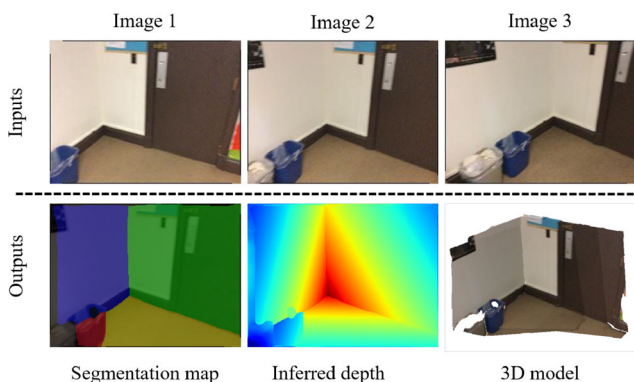 Image 1 Image 2 Image 3
Inputs
Outputs
Segmentation map Inferred depth 3D model